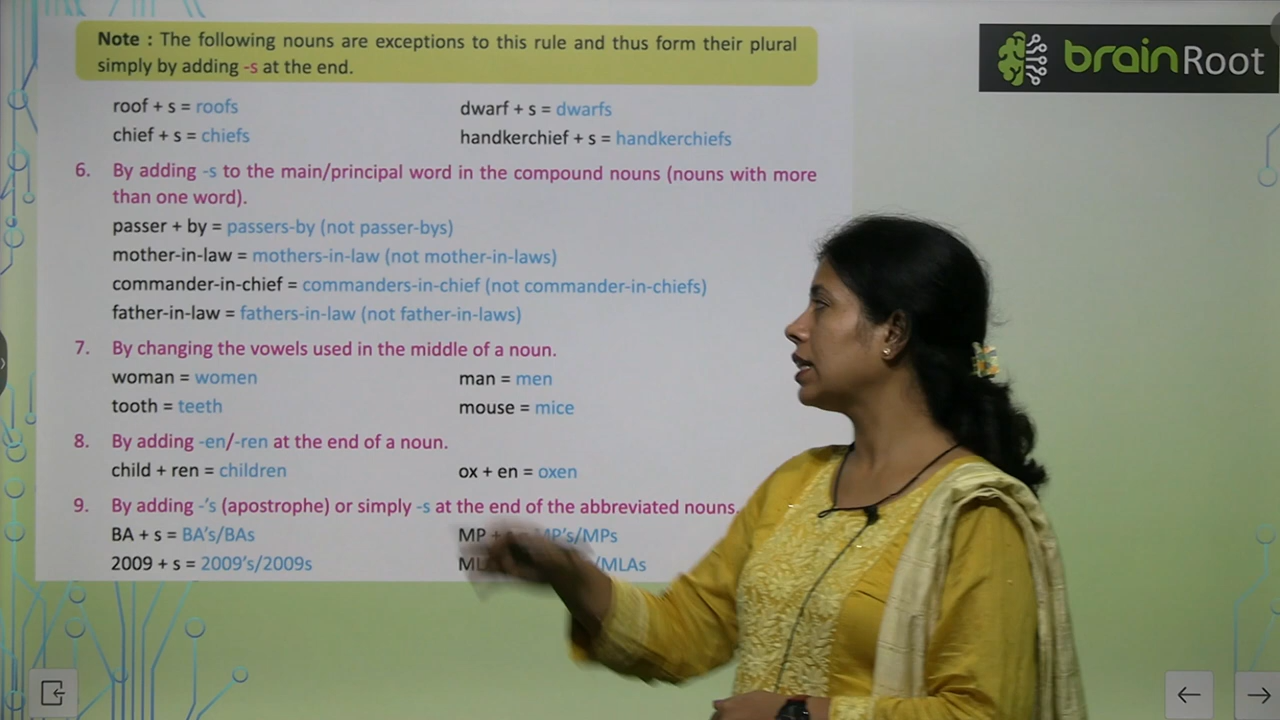 Note : The following nouns are exceptions to this rule and thus form their plural
simply by adding -s at the end.
brainRoot
roof + s = roofs
dwarf + s = dwarfs
chief + s = chiefs
handkerchief + s = handkerchiefs
6. By adding -s to the main/principal word in the compound nouns (nouns with more
than one word).
passer + by = passers-by (not passer-bys)
mother-in-law = mothers-in-law (not mother-in-laws)
commander-in-chief = commanders-in-chief (not commander-in-chiefs)
father-in-law = fathers-in-law (not father-in-laws)
7. By changing the vowels used in the middle of a noun.
woman = women
man = men
tooth = teeth
mouse = mice
8. By adding -en/-ren at the end of a noun.
child + ren = children
ox + en = oxen
9. By adding -'s (apostrophe) or simply -s at the end of the abbreviated nouns.
BA + s = BA's/BAs
MP + MP's/MPs
2009 + s = 2009's/2009s
/MLAs